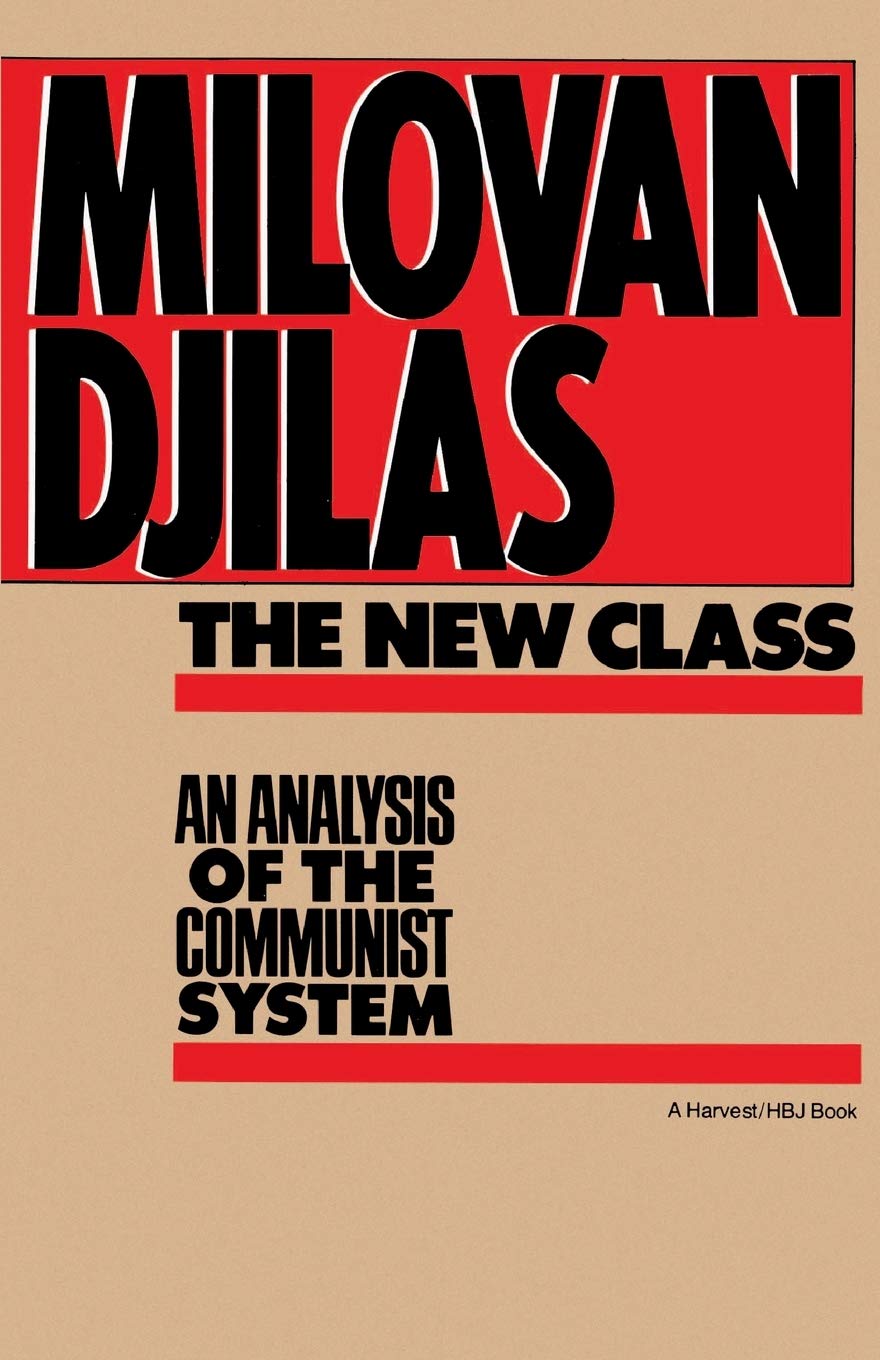 MILOVAN
DJILAS
THE NEW CLASS
AN ANALYSIS
OF THE
COMMUNIST
SYSTEM
A Harvest/HBJ Book